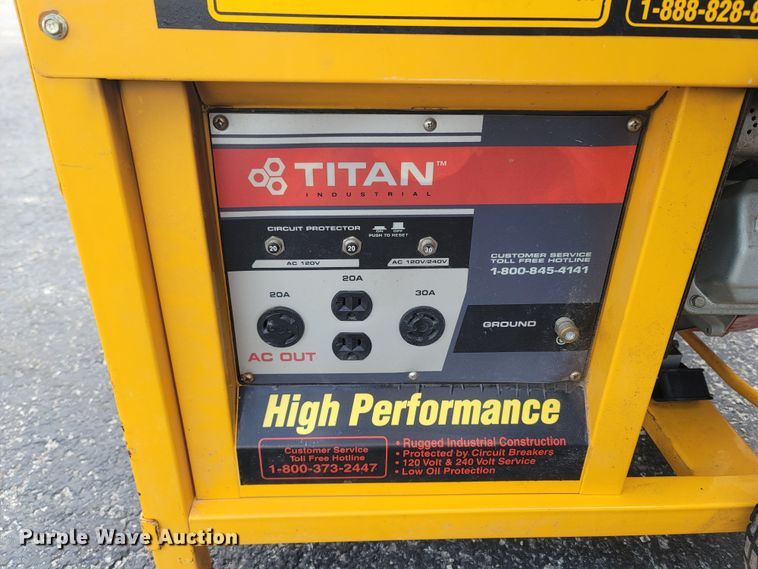 1-888-828-8
TITAN™
INDUSTRIAL
CIRCUIT PROTECTOR
ON OFF
PUSH TO RESET
20 20 30
AC 120V AC 120V/240V
CUSTOMER SERVICE
TOLL FREE HOTLINE
1-800-845-4141
20A
20A 30A
GROUND
AC OUT
High Performance
Customer Service
Toll Free Hotline
1-800-373-2447
• Rugged Industrial Construction
• Protected by Circuit Breakers
• 120 Volt & 240 Volt Service
• Low Oil Protection
Purple Wave Auction